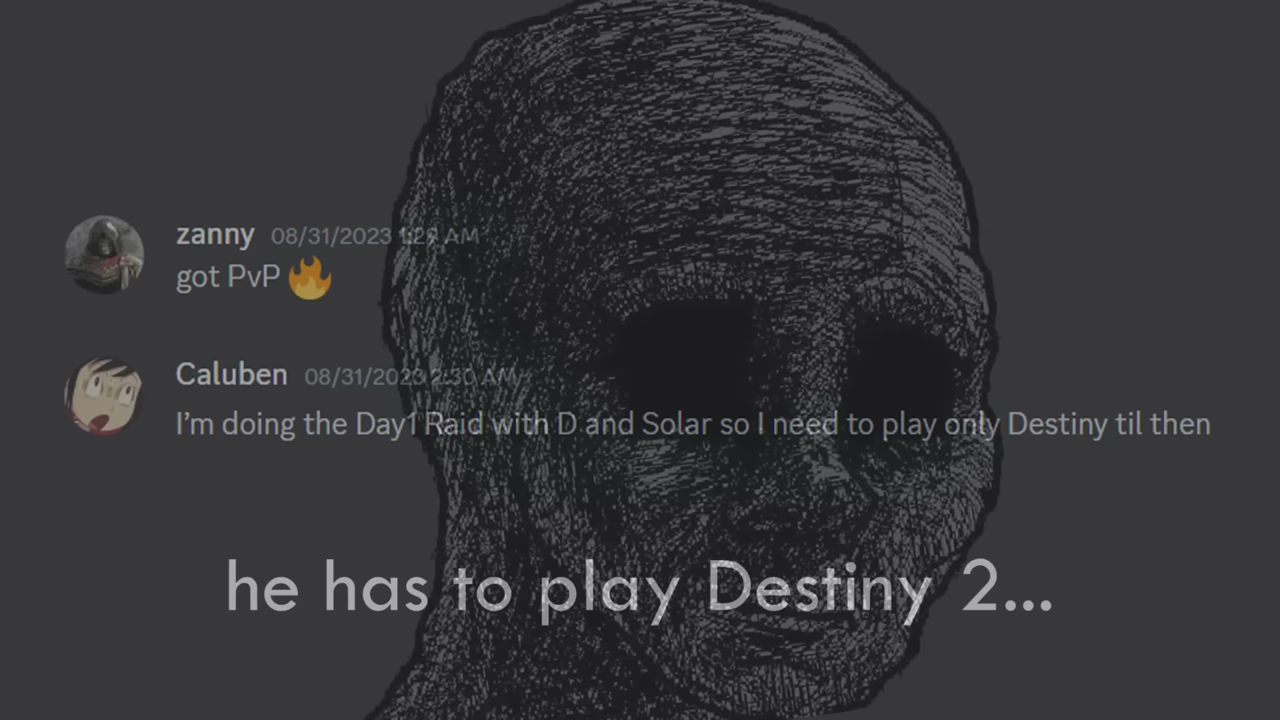 zanny 08/31/2023 1:29 AM
got PvP 🔥
Caluben 08/31/2023 2:30 AM
I'm doing the Day1 Raid with D and Solar so I need to play only Destiny til then
he has to play Destiny 2...